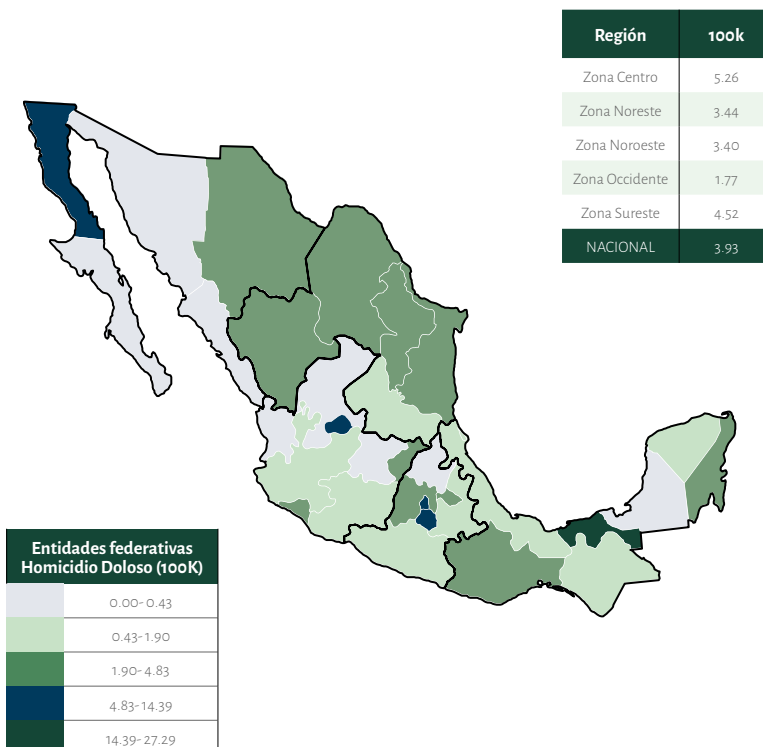 Región 100k
Zona Centro 5.26
Zona Noreste 3.44
Zona Noroeste 3.40
Zona Occidente 1.77
Zona Sureste 4.52
NACIONAL 3.93
Entidades federativas
Homicidio Doloso (100K)
0.00-0.43
0.43-1.90
1.90-4.83
4.83-14.39
14.39-27.29